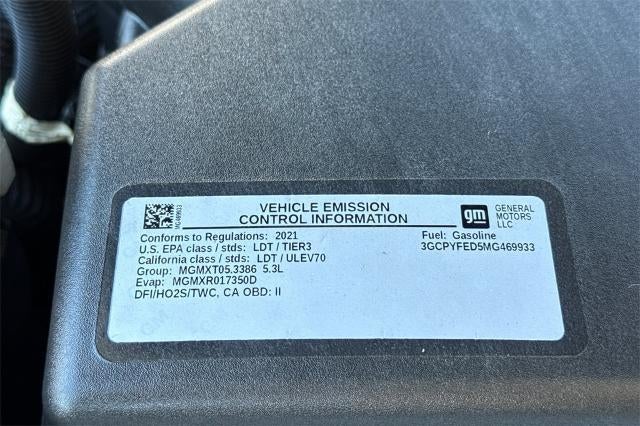 VEHICLE EMISSION
CONTROL INFORMATION
gm
GENERAL
MOTORS
LLC
MG469933
Conforms to Regulations: 2021
Fuel: Gasoline
U.S. EPA class / stds: LDT / TIER3
3GCPYFED5MG469933
California class / stds: LDT / ULEV70
Group: MGMXT05.3386 5.3L
Evap: MGMXR017350D
DFI/HO2S/TWC, CA OBD: II